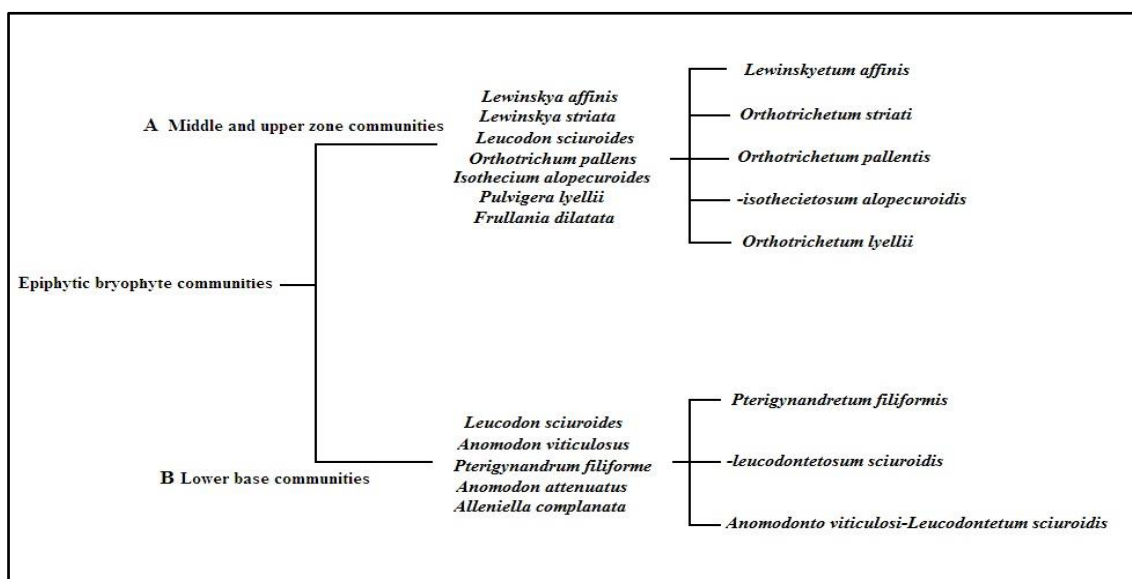 A Middle and upper zone communities
Lewinskya affinis
Lewinskya striata
Leucodon sciuroides
Orthotrichum pallens
Isothecium alopecuroides
Pulvigera lyellii
Frullania dilatata
Lewinskyetum affinis
Orthotrichetum striati
Orthotrichetum pallentis
-isothecietosum alopecuroidis
Orthotrichetum lyellii
Epiphytic bryophyte communities
B Lower base communities
Leucodon sciuroides
Anomodon viticulosus
Pterigynandrum filiforme
Anomodon attenuatus
Alleniella complanata
Pterigynandretum filiformis
-leucodontetosum sciuroidis
Anomodonto viticulosi-Leucodontetum sciuroidis